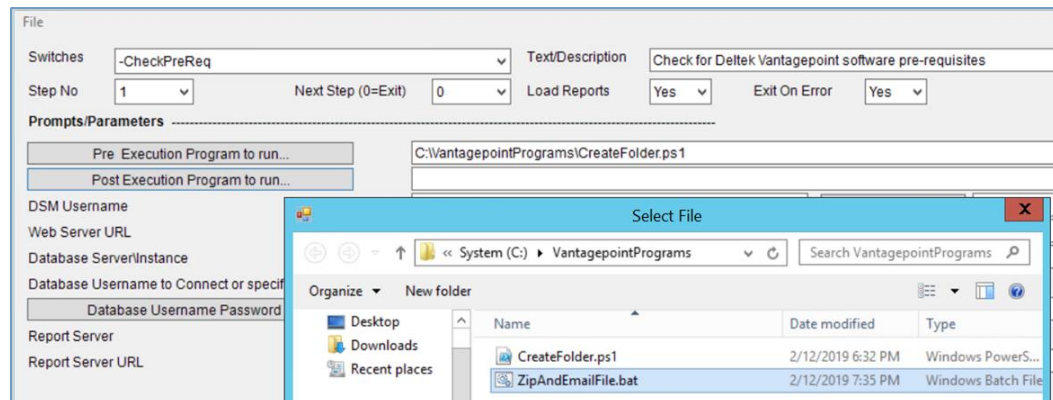 File
Switches -CheckPreReq Text/Description Check for Deltek Vantagepoint software pre-requisites
Step No 1 Next Step (0=Exit) 0 Load Reports Yes Exit On Error Yes
Prompts/Parameters
Pre Execution Program to run... C:\VantagepointPrograms\CreateFolder.ps1
Post Execution Program to run...
DSM Username
Select File X
Web Server URL
Database Server\Instance
« System (C:) VantagepointPrograms Search VantagepointPrograms
Database Username to Connect or specif
Organize New folder
Database Username Password
Desktop Name Date modified Type
Report Server
Downloads
CreateFolder.ps1 2/12/2019 6:32 PM Windows PowerS...
Report Server URL
Recent places
ZipAndEmailFile.bat 2/12/2019 7:35 PM Windows Batch File